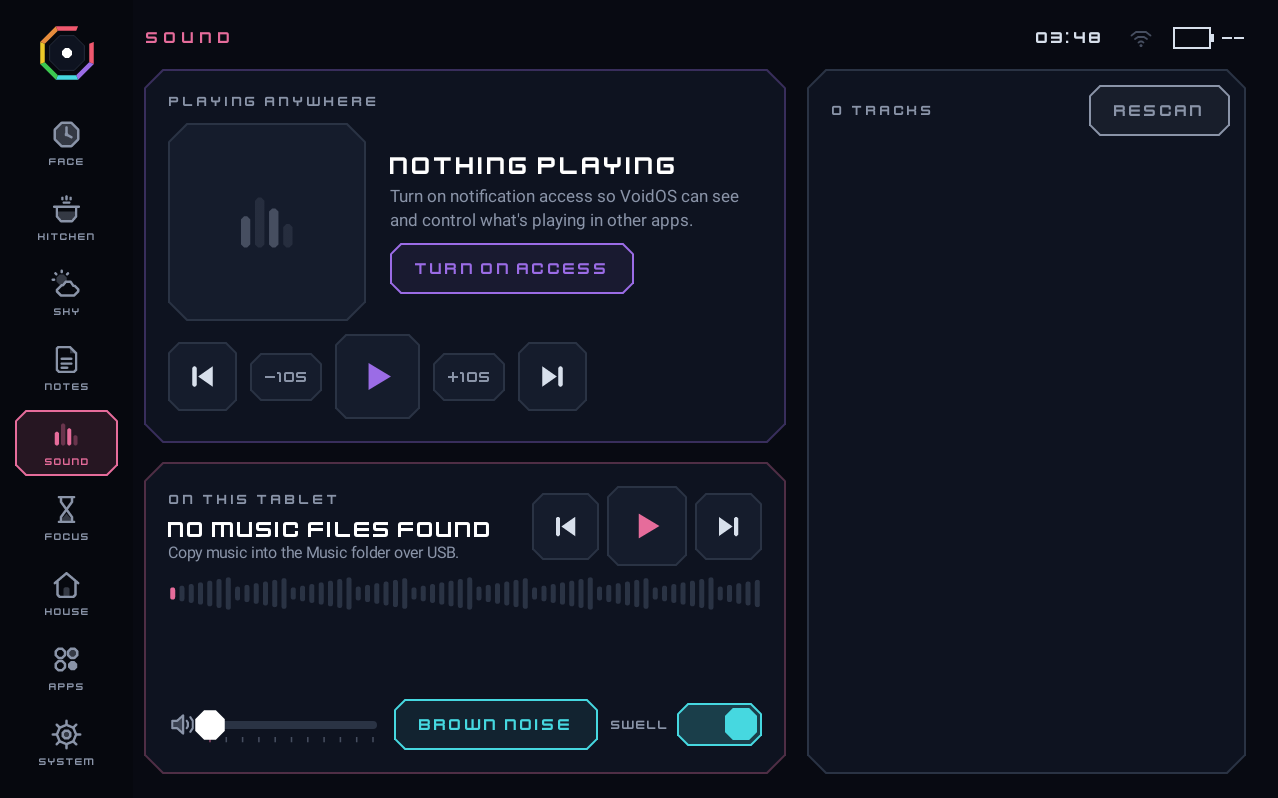 SOUND
03:48
--
FACE
KITCHEN
SKY
NOTES
SOUND
FOCUS
HOUSE
APPS
SYSTEM
PLAYING ANYWHERE
NOTHING PLAYING
Turn on notification access so VoidOS can see
and control what's playing in other apps.
TURN ON ACCESS
-10S
+10S
ON THIS TABLET
NO MUSIC FILES FOUND
Copy music into the Music folder over USB.
BROWN NOISE
SWELL
0 TRACKS
RESCAN